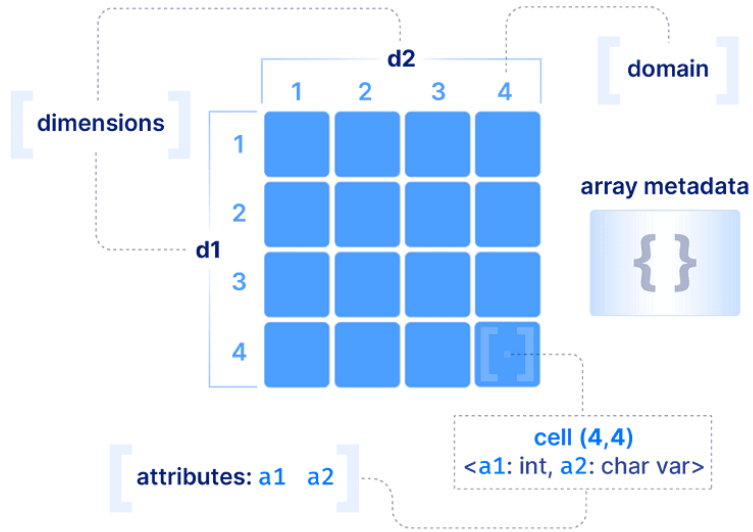 d2
domain
1 2 3 4
dimensions
1
array metadata
2
{ }
d1
3
4
cell (4,4)
<a1: int, a2: char var>
attributes: a1 a2